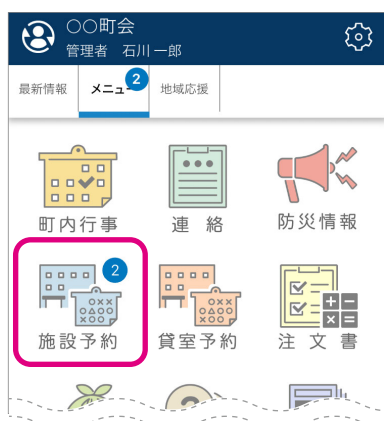 ○○町会
管理者 石川一郎
最新情報 メニュー 2 地域応援
町内行事 連絡 防災情報
2
施設予約 貸室予約 注文書